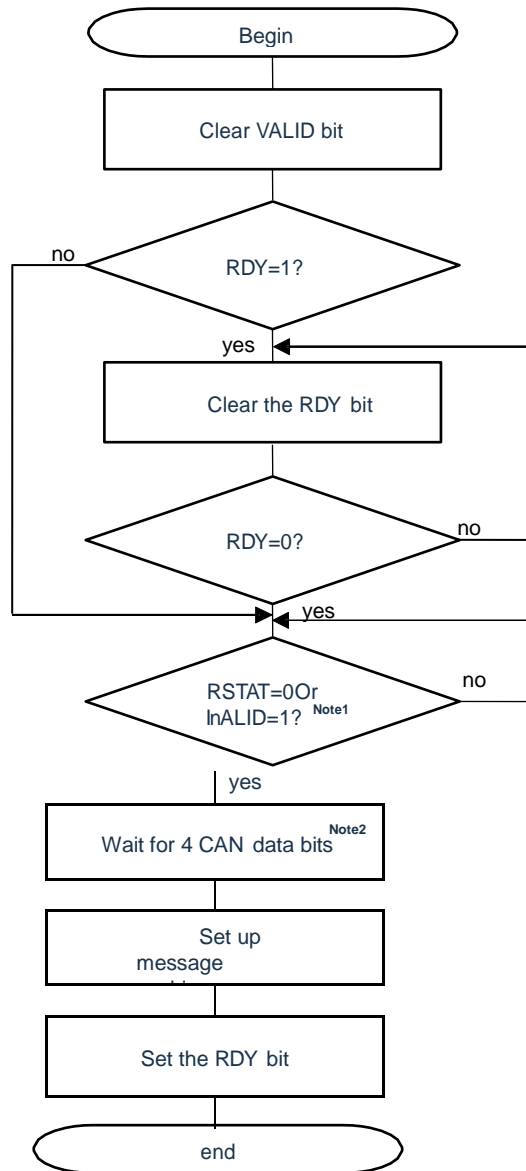 Begin
Clear VALID bit
RDY=1?
no
yes
Clear the RDY bit
RDY=0?
no
yes
RSTAT=0Or
InALID=1? Note1
no
yes
Wait for 4 CAN data bits Note2
Set up
message
Set the RDY bit
end